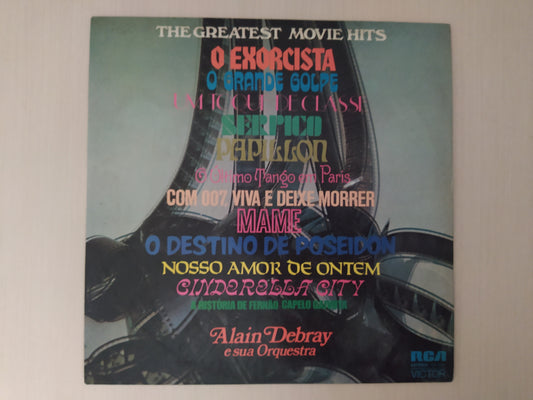 THE GREATEST MOVIE HITS
O EXORCISTA
O GRANDE GOLPE
UM TOQUE DE CLASSE
SERPICO
PAPILLON
O Último Tango em Paris
COM 007 VIVA E DEIXE MORRER
MAME
O DESTINO DE POSEIDON
NOSSO AMOR DE ONTEM
CINDERELLA CITY
A HISTÓRIA DE FERNÃO CAPELO GAIVOTA
Alain Debray
e sua Orquestra
RCA
VICTOR